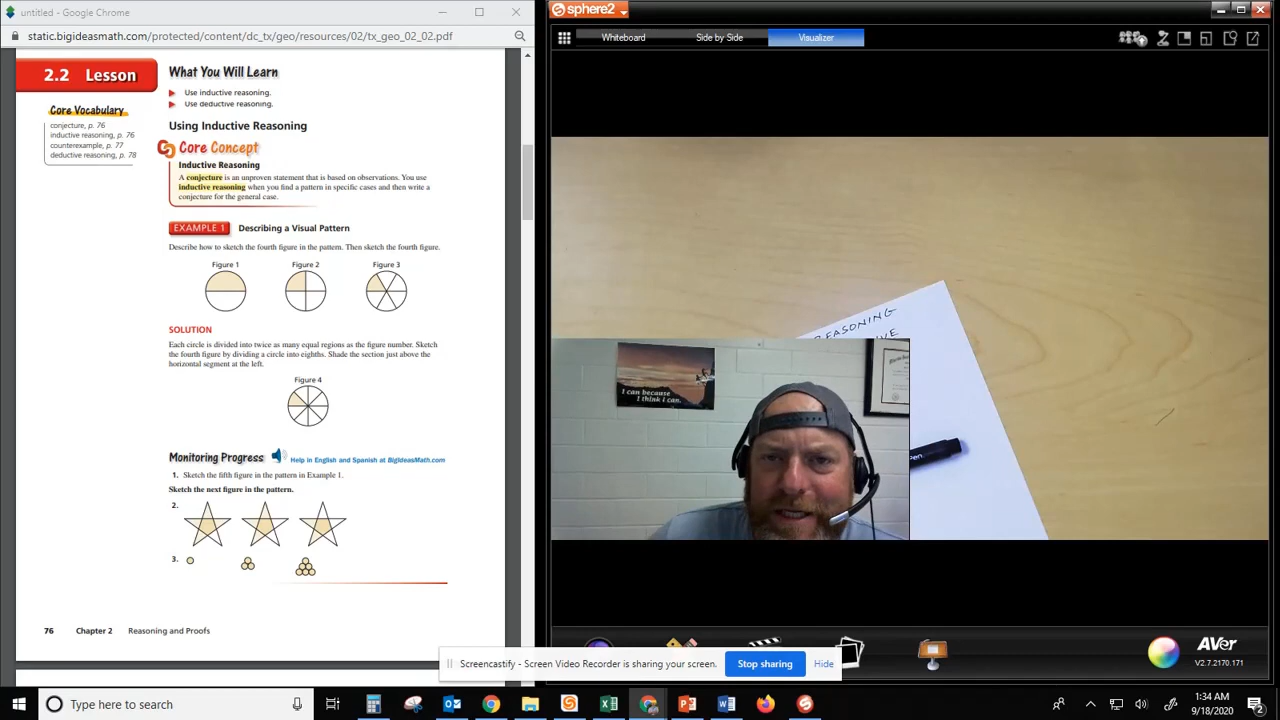 untitled - Google Chrome
static.bigideasmath.com/protected/content/dc_tx/geo/resources/02/tx_geo_02_02.pdf
2.2 Lesson
What You Will Learn
Use inductive reasoning.
Use deductive reasoning.
Core Vocabulary
conjecture, p. 76
inductive reasoning, p. 76
counterexample, p. 77
deductive reasoning, p. 78
Using Inductive Reasoning
Core Concept
Inductive Reasoning
A conjecture is an unproven statement that is based on observations. You use
inductive reasoning when you find a pattern in specific cases and then write a
conjecture for the general case.
EXAMPLE 1 Describing a Visual Pattern
Describe how to sketch the fourth figure in the pattern. Then sketch the fourth figure.
Figure 1 Figure 2 Figure 3
SOLUTION
Each circle is divided into twice as many equal regions as the figure number. Sketch
the fourth figure by dividing a circle into eighths. Shade the section just above the
horizontal segment at the left.
Figure 4
Monitoring Progress Help in English and Spanish at BigIdeasMath.com
1. Sketch the fifth figure in the pattern in Example 1.
Sketch the next figure in the pattern.
2.
3.
76 Chapter 2 Reasoning and Proofs
sphere2
Whiteboard Side by Side Visualizer
REASONING
I can because
I think i can.
Pen
AVer
V2.7.2170.171
Screencastify - Screen Video Recorder is sharing your screen. Stop sharing Hide
Type here to search
1:34 AM
9/18/2020
2